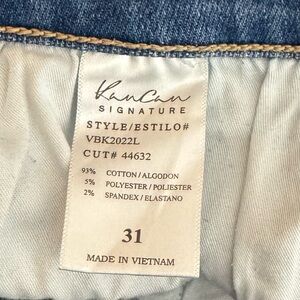 KanCan
SIGNATURE
STYLE/ESTILO#
VBK2022L
CUT# 44632
93% COTTON/ALGODON
5% POLYESTER/POLIESTER
2% SPANDEX/ELASTANO
31
MADE IN VIETNAM